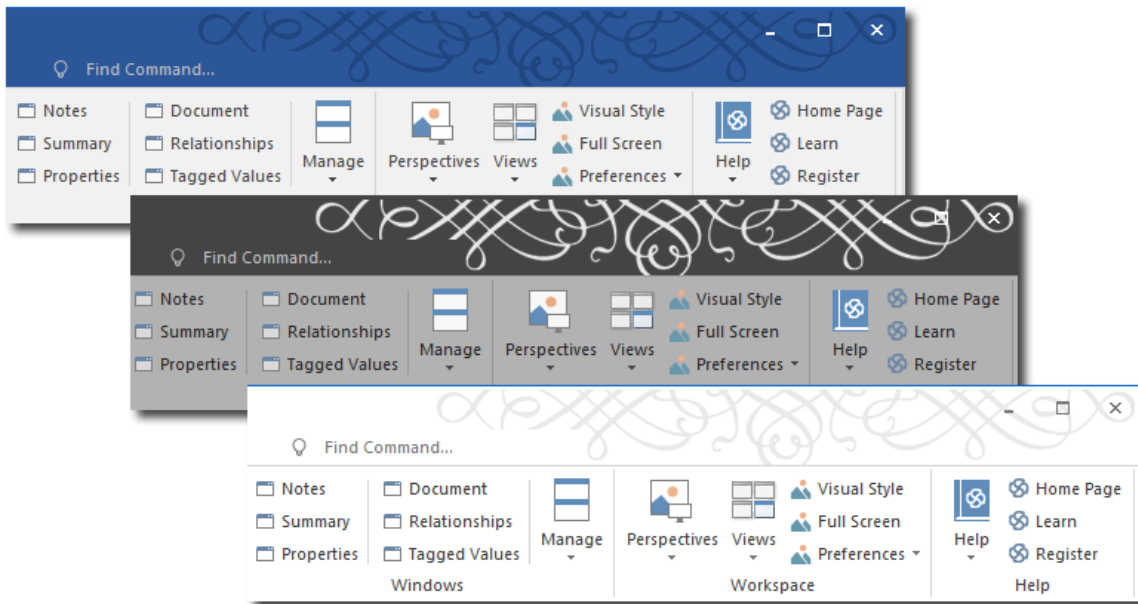 Find Command...
Notes Document Visual Style Home Page
Summary Relationships Full Screen Learn
Manage Perspectives Views Help
Properties Tagged Values Preferences Register
Find Command...
Notes Document Visual Style Home Page
Summary Relationships Full Screen Learn
Manage Perspectives Views Help
Properties Tagged Values Preferences Register
Find Command...
Notes Document Visual Style Home Page
Summary Relationships Full Screen Learn
Manage Perspectives Views Help
Properties Tagged Values Preferences Register
Windows Workspace Help